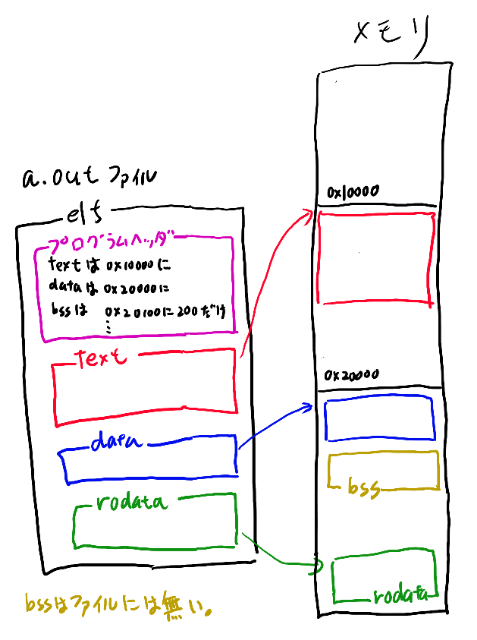 メモリ
a.outファイル
elf
プログラムヘッダ
textは0x10000に
dataは0x20000に
bssは 0x20100に200だけ
⋮
text
data
rodata
bssはファイルには無い。
0x10000
0x20000
bss
rodata